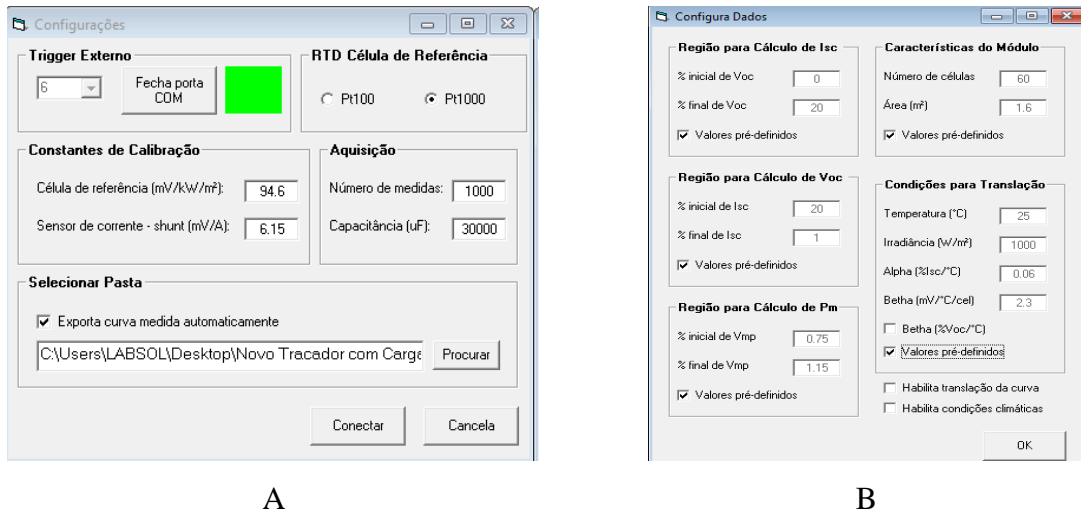 Configurações
Trigger Externo
6
Fecha porta
COM
RTD Célula de Referência
Pt100
Pt1000
Constantes de Calibração
Célula de referência (mV/kW/m²):
94.6
Sensor de corrente - shunt (mV/A):
6.15
Aquisição
Número de medidas:
1000
Capacitância (uF):
30000
Selecionar Pasta
Exporta curva medida automaticamente
C:\Users\LABSOL\Desktop\Novo Tracador com Carga
Procurar
Conectar
Cancela
A
Configura Dados
Região para Cálculo de Isc
% inicial de Voc
0
% final de Voc
20
Valores pré-definidos
Região para Cálculo de Voc
% inicial de Isc
20
% final de Isc
1
Valores pré-definidos
Região para Cálculo de Pm
% inicial de Vmp
0.75
% final de Vmp
1.15
Valores pré-definidos
Características do Módulo
Número de células
60
Área (m²)
1.6
Valores pré-definidos
Condições para Translação
Temperatura (°C)
25
Irradiância (W/m²)
1000
Alpha (%Isc/°C)
0.06
Betha (mV/°C/cel)
2.3
Betha (%Voc/°C)
Valores pré-definidos
Habilita translação da curva
Habilita condições climáticas
OK
B